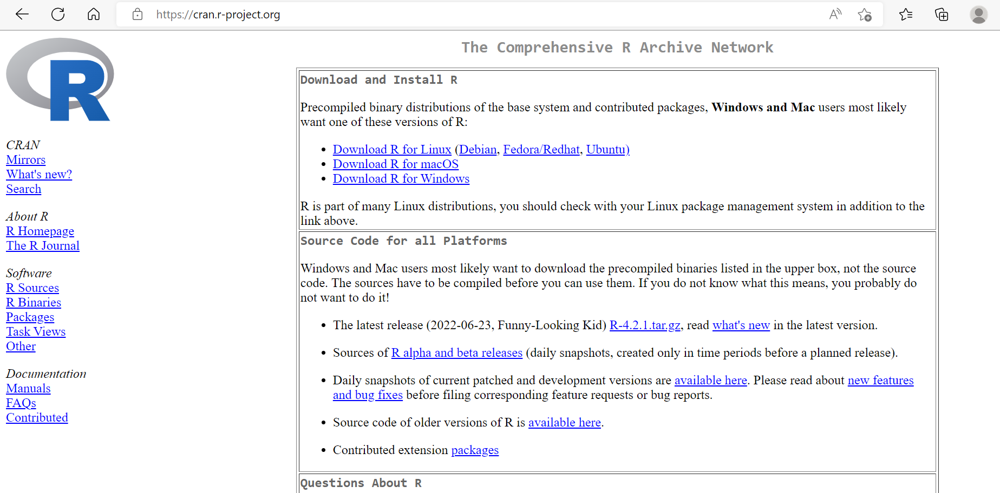 https://cran.r-project.org
R
The Comprehensive R Archive Network
CRAN
Mirrors
What's new?
Search
About R
R Homepage
The R Journal
Software
R Sources
R Binaries
Packages
Task Views
Other
Documentation
Manuals
FAQs
Contributed
Download and Install R
Precompiled binary distributions of the base system and contributed packages, Windows and Mac users most likely
want one of these versions of R:
• Download R for Linux (Debian, Fedora/Redhat, Ubuntu)
• Download R for macOS
• Download R for Windows
R is part of many Linux distributions, you should check with your Linux package management system in addition to the
link above.
Source Code for all Platforms
Windows and Mac users most likely want to download the precompiled binaries listed in the upper box, not the source
code. The sources have to be compiled before you can use them. If you do not know what this means, you probably do
not want to do it!
• The latest release (2022-06-23, Funny-Looking Kid) R-4.2.1.tar.gz, read what's new in the latest version.
• Sources of R alpha and beta releases (daily snapshots, created only in time periods before a planned release).
• Daily snapshots of current patched and development versions are available here. Please read about new features
and bug fixes before filing corresponding feature requests or bug reports.
• Source code of older versions of R is available here.
• Contributed extension packages
Questions About R